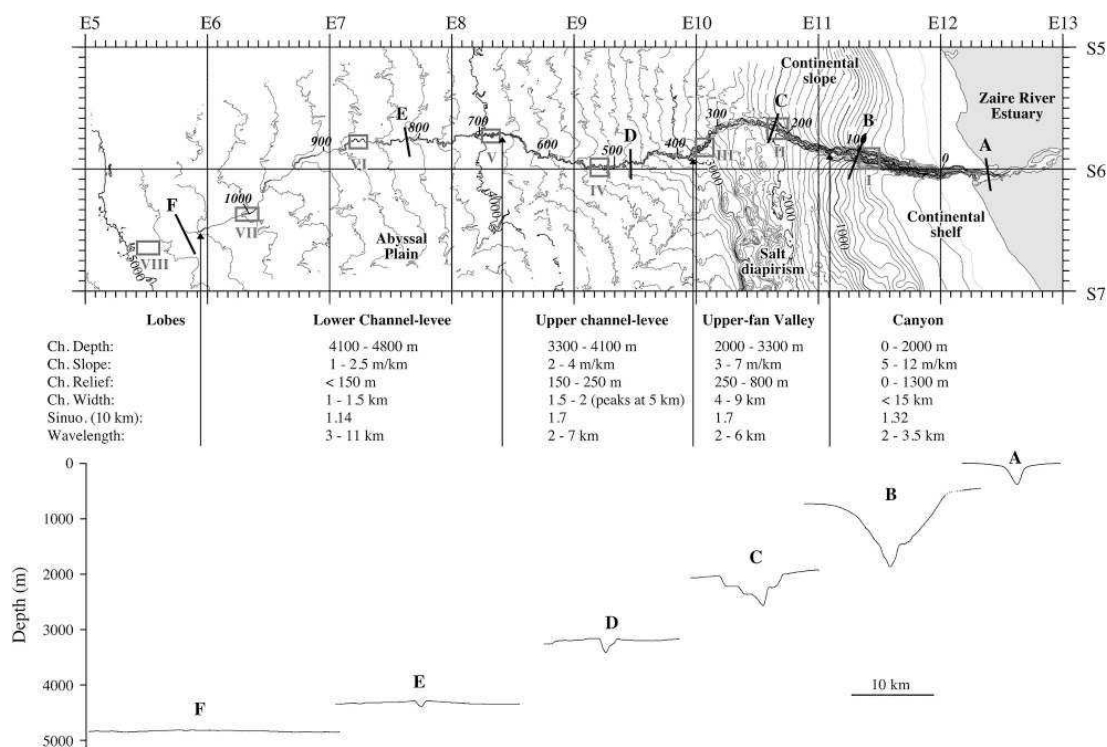 E5 E6 E7 E8 E9 E10 E11 E12 E13
S5
Continental
slope
Zaire River
Estuary
E C B A
900 800 700 600 D 500 400 300 200 100 0
VI V IV III II I
S6
1000
F
VII
VIII
5000
4000
3000
2000
1000
Abyssal
Plain
Salt
diapirism
Continental
shelf
S7
Lobes Lower Channel-levee Upper channel-levee Upper-fan Valley Canyon
Ch. Depth: 4100 - 4800 m 3300 - 4100 m 2000 - 3300 m 0 - 2000 m
Ch. Slope: 1 - 2.5 m/km 2 - 4 m/km 3 - 7 m/km 5 - 12 m/km
Ch. Relief: < 150 m 150 - 250 m 250 - 800 m 0 - 1300 m
Ch. Width: 1 - 1.5 km 1.5 - 2 (peaks at 5 km) 4 - 9 km < 15 km
Sinuo. (10 km): 1.14 1.7 1.7 1.32
Wavelength: 3 - 11 km 2 - 7 km 2 - 6 km 2 - 3.5 km
0
A
B
1000
C
2000
D
3000
E
10 km
4000
F
5000
Depth (m)